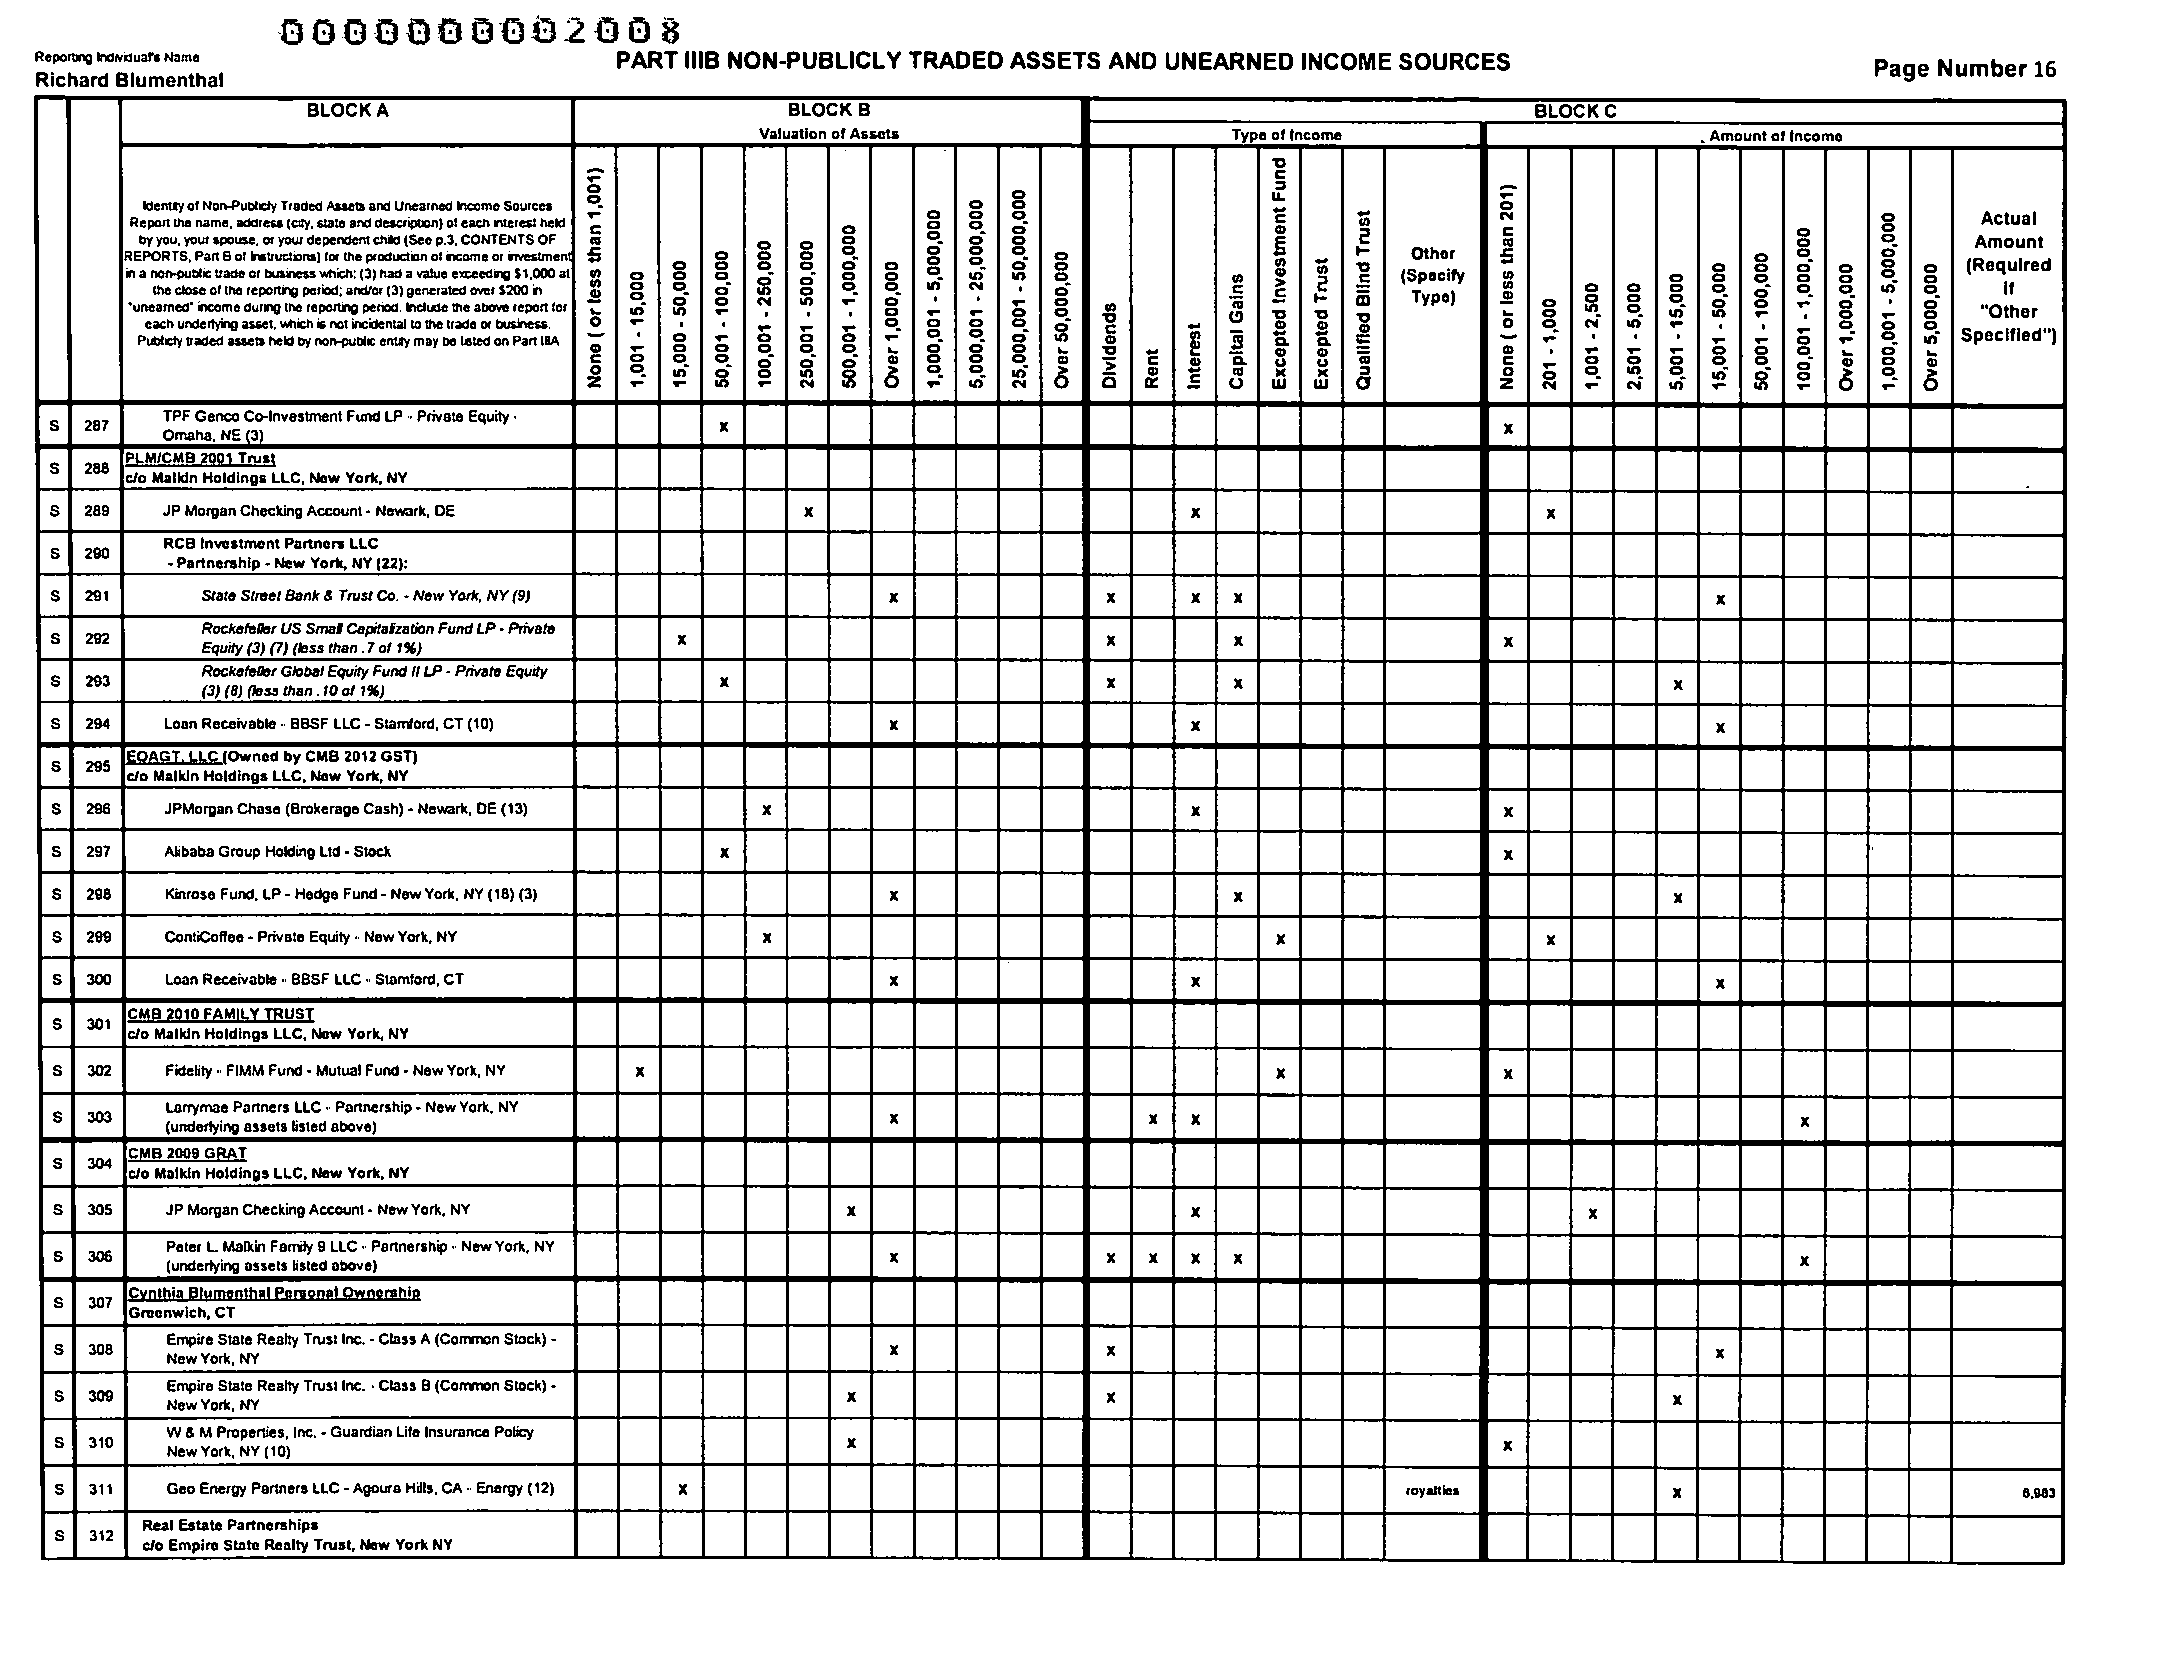 0000000002008
Reporting Individual's Name
Richard Blumenthal
PART IIIB NON-PUBLICLY TRADED ASSETS AND UNEARNED INCOME SOURCES
Page Number 16
BLOCK A
BLOCK B
BLOCK C
Valuation of Assets
Type of Income
Amount of Income
Identity of Non-Publicly Traded Assets and Unearned Income Sources
Report the name, address (city, state and description) of each interest held
by you, your spouse, or your dependent child (See p.3, CONTENTS OF
REPORTS, Part B of Instructions) for the production of income or investment
in a non-public trade or business which: (3) had a value exceeding $1,000 at
the close of the reporting period; and/or (3) generated over $200 in
"unearned" income during the reporting period. Include the above report for
each underlying asset, which is not incidental to the trade or business.
Publicly traded assets held by non-public entity may be listed on Part IIIA
None ( or less than 1,001)
1,001 - 15,000
15,000 - 50,000
50,001 - 100,000
100,001 - 250,000
250,001 - 500,000
500,001 - 1,000,000
Over 1,000,000
1,000,001 - 5,000,000
5,000,001 - 25,000,000
25,000,001 - 50,000,000
Over 50,000,000
Dividends
Rent
Interest
Capital Gains
Excepted Investment Fund
Excepted Trust
Qualified Blind Trust
Other
(Specify
Type)
None ( or less than 201)
201 - 1,000
1,001 - 2,500
2,501 - 5,000
5,001 - 15,000
15,001 - 50,000
50,001 - 100,000
100,001 - 1,000,000
Over 1,000,000
1,000,001 - 5,000,000
Over 5,000,000
Actual
Amount
(Required
if
"Other
Specified")
S 287 TPF Genco Co-Investment Fund LP - Private Equity -
Omaha, NE (3) x x
S 288 PLM/CMB 2001 Trust
c/o Malkin Holdings LLC, New York, NY
S 289 JP Morgan Checking Account - Newark, DE x x x
S 290 RCB Investment Partners LLC
- Partnership - New York, NY (22):
S 291 State Street Bank & Trust Co. - New York, NY (9) x x x x x
S 292 Rockefeller US Small Capitalization Fund LP - Private
Equity (3) (7) (less than .7 of 1%) x x x x
S 293 Rockefeller Global Equity Fund II LP - Private Equity
(3) (8) (less than .10 of 1%) x x x x
S 294 Loan Receivable - BBSF LLC - Stamford, CT (10) x x x
S 295 EOAGT, LLC (Owned by CMB 2012 GST)
c/o Malkin Holdings LLC, New York, NY
S 296 JPMorgan Chase (Brokerage Cash) - Newark, DE (13) x x x
S 297 Alibaba Group Holding Ltd - Stock x x
S 298 Kinrose Fund, LP - Hedge Fund - New York, NY (18) (3) x x x
S 299 ContiCoffee - Private Equity - New York, NY x x x
S 300 Loan Receivable - BBSF LLC - Stamford, CT x x x
S 301 CMB 2010 FAMILY TRUST
c/o Malkin Holdings LLC, New York, NY
S 302 Fidelity - FIMM Fund - Mutual Fund - New York, NY x x x
S 303 Larrymae Partners LLC - Partnership - New York, NY
(underlying assets listed above) x x x x
S 304 CMB 2009 GRAT
c/o Malkin Holdings LLC, New York, NY
S 305 JP Morgan Checking Account - New York, NY x x x
S 306 Peter L. Malkin Family 9 LLC - Partnership - New York, NY
(underlying assets listed above) x x x x x x
S 307 Cynthia Blumenthal Personal Ownership
Greenwich, CT
S 308 Empire State Realty Trust Inc. - Class A (Common Stock) -
New York, NY x x x
S 309 Empire State Realty Trust Inc. - Class B (Common Stock) -
New York, NY x x x
S 310 W & M Properties, Inc. - Guardian Life Insurance Policy
New York, NY (10) x x
S 311 Geo Energy Partners LLC - Agoura Hills, CA - Energy (12) x royalties x
S 312 Real Estate Partnerships
c/o Empire State Realty Trust, New York NY